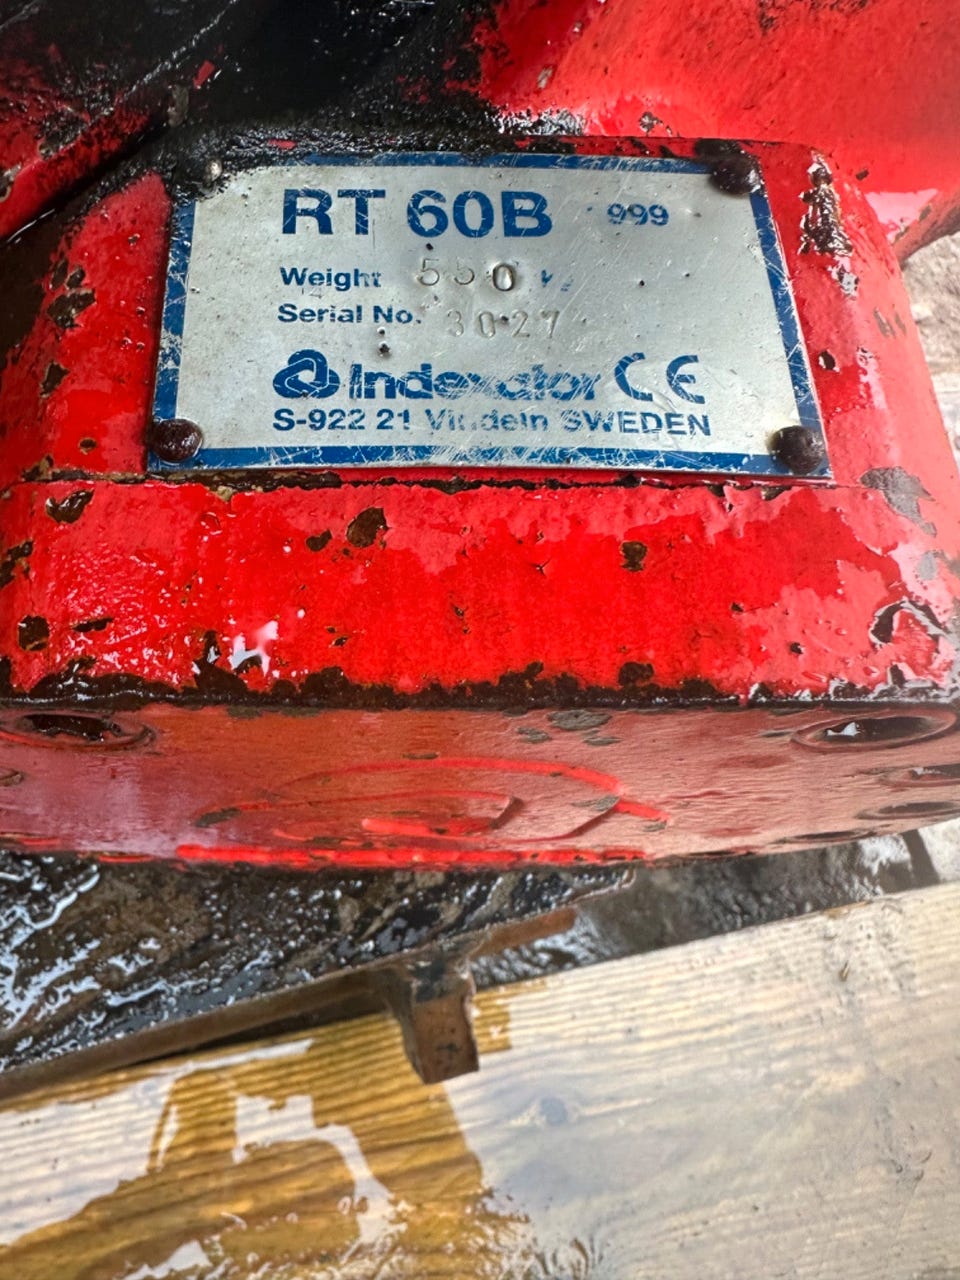 RT 60B 999
Weight 550
Serial No. 3027
Indexator CE
S-922 21 Vindeln SWEDEN